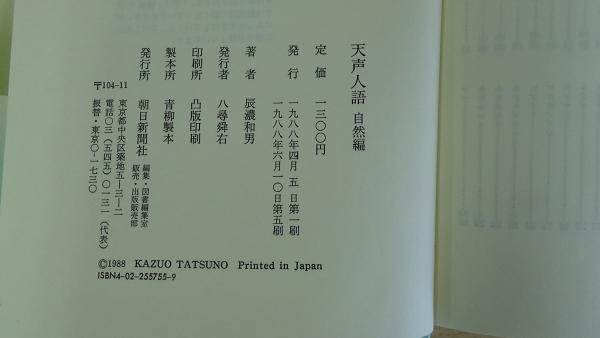 天声人語 自然編
定価 一三〇〇円
発行 一九八八年四月 五 日第一刷
一九八八年六月一〇日第五刷
著者 辰濃和男
発行者 八尋舜右
印刷所 凸版印刷
製本所 青柳製本
発行所 朝日新聞社 編集・図書編集室 販売・出版販売部
〒104-11
東京都中央区築地五ー三ー二
電話〇三(五四五)〇一三一(代表)
振替・東京〇ー一七三〇
©1988 KAZUO TATSUNO Printed in Japan
ISBN4-02-255755-9